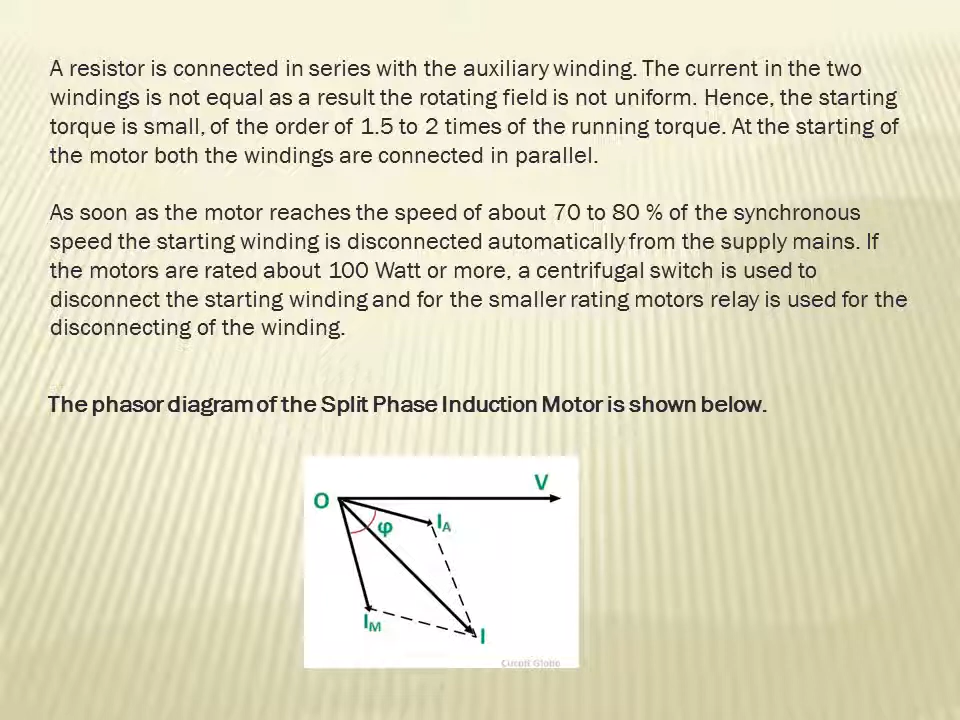 A resistor is connected in series with the auxiliary winding. The current in the two
windings is not equal as a result the rotating field is not uniform. Hence, the starting
torque is small, of the order of 1.5 to 2 times of the running torque. At the starting of
the motor both the windings are connected in parallel.
As soon as the motor reaches the speed of about 70 to 80 % of the synchronous
speed the starting winding is disconnected automatically from the supply mains. If
the motors are rated about 100 Watt or more, a centrifugal switch is used to
disconnect the starting winding and for the smaller rating motors relay is used for the
disconnecting of the winding.
The phasor diagram of the Split Phase Induction Motor is shown below.
V
O
IA
φ
IM
I
Circuit Globe